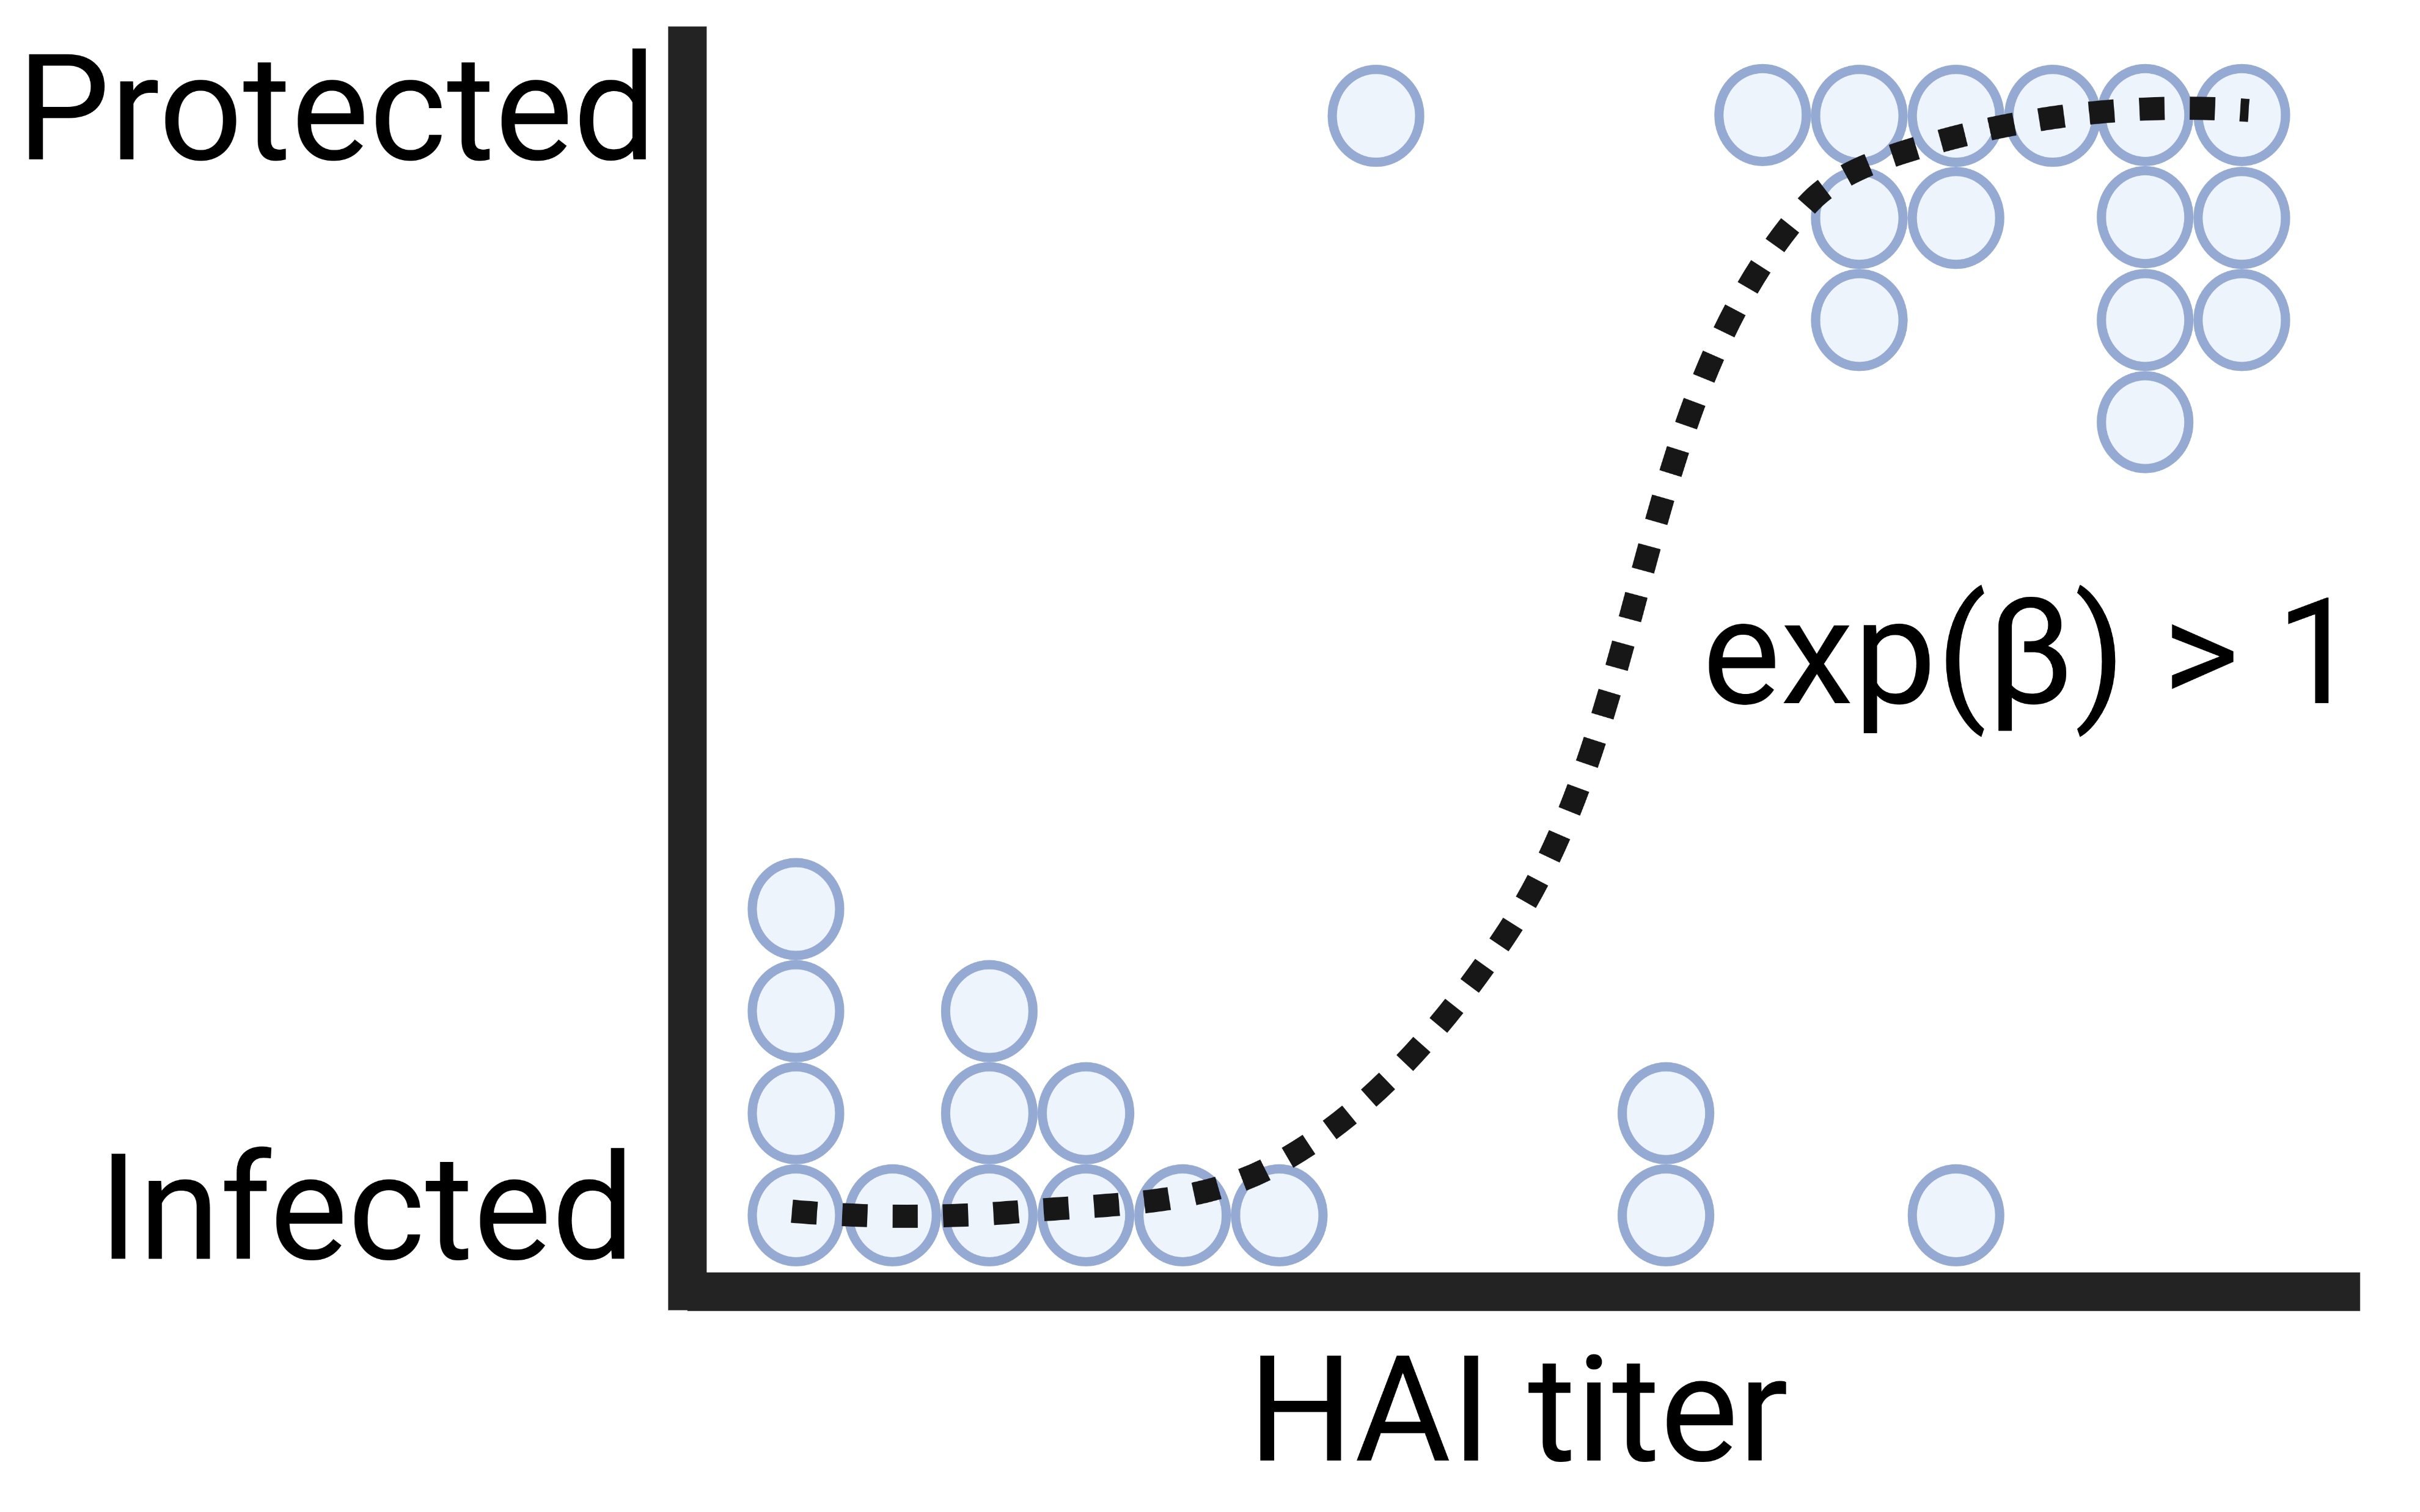 Protected
exp(β) > 1
Infected
HAI titer